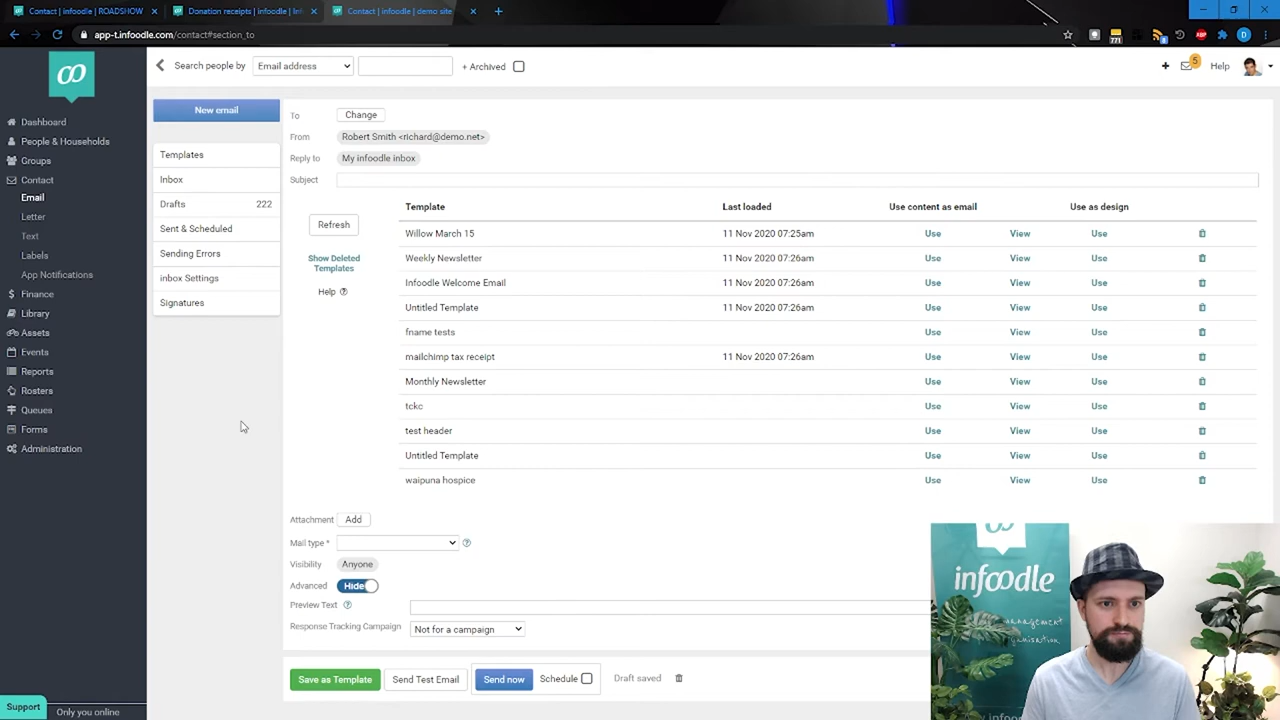 Contact | infoodle | ROADSHOW
Donation receipts | infoodle | Inf
Contact | infoodle | demo site
app-t.infoodle.com/contact#section_to
771
8
ABP
D
Search people by
Email address
+ Archived
5
Help
New email
Dashboard
People & Households
Groups
Contact
Email
Letter
Text
Labels
App Notifications
Finance
Library
Assets
Events
Reports
Rosters
Queues
Forms
Administration
Support
Only you online
Templates
Inbox
Drafts 222
Sent & Scheduled
Sending Errors
inbox Settings
Signatures
To Change
From Robert Smith <richard@demo.net>
Reply to My infoodle inbox
Subject
Refresh
Show Deleted
Templates
Help
Template Last loaded Use content as email Use as design
Willow March 15 11 Nov 2020 07:25am Use View Use
Weekly Newsletter 11 Nov 2020 07:26am Use View Use
Infoodle Welcome Email 11 Nov 2020 07:26am Use View Use
Untitled Template 11 Nov 2020 07:26am Use View Use
fname tests Use View Use
mailchimp tax receipt 11 Nov 2020 07:26am Use View Use
Monthly Newsletter Use View Use
tckc Use View Use
test header Use View Use
Untitled Template Use View Use
waipuna hospice Use View Use
Attachment Add
Mail type *
Visibility Anyone
Advanced Hide
Preview Text
Response Tracking Campaign Not for a campaign
Save as Template Send Test Email Send now Schedule Draft saved
infoodle